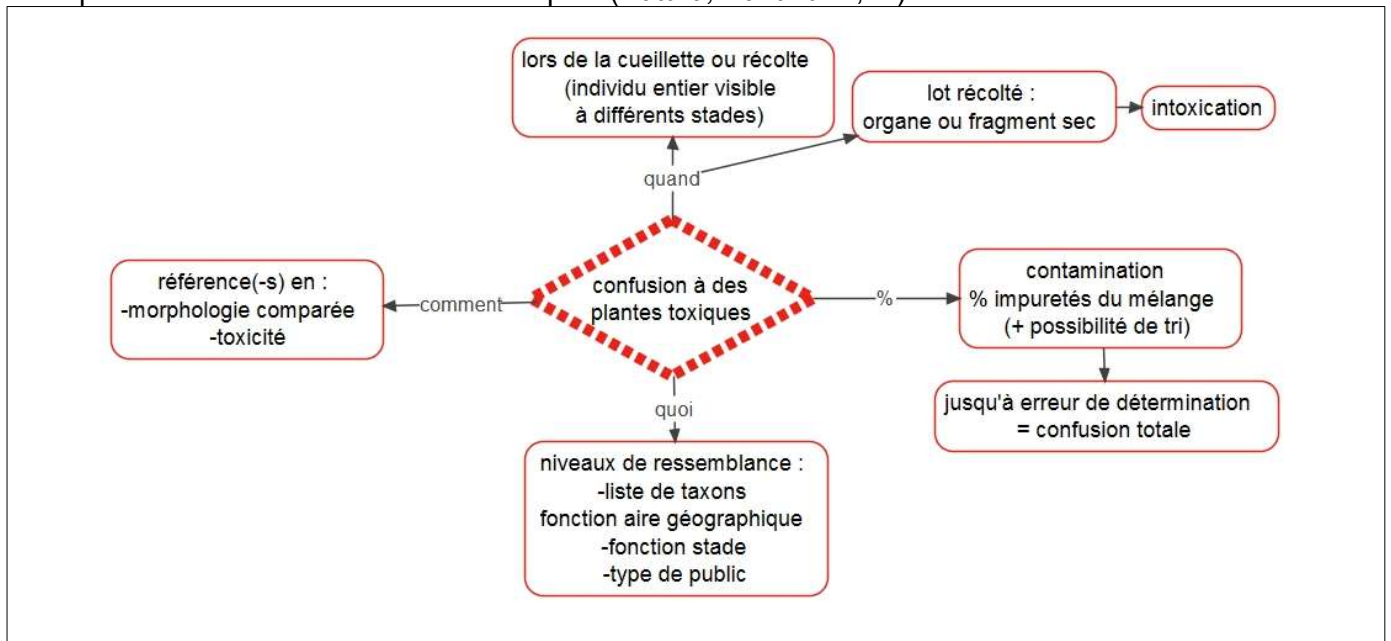 lors de la cueillette ou récolte
(individu entier visible
à différents stades)
lot récolté :
organe ou fragment sec
intoxication
quand
référence(-s) en :
-morphologie comparée
-toxicité
comment
confusion à des
plantes toxiques
%
contamination
% impuretés du mélange
(+ possibilité de tri)
jusqu'à erreur de détermination
= confusion totale
quoi
niveaux de ressemblance :
-liste de taxons
fonction aire géographique
-fonction stade
-type de public